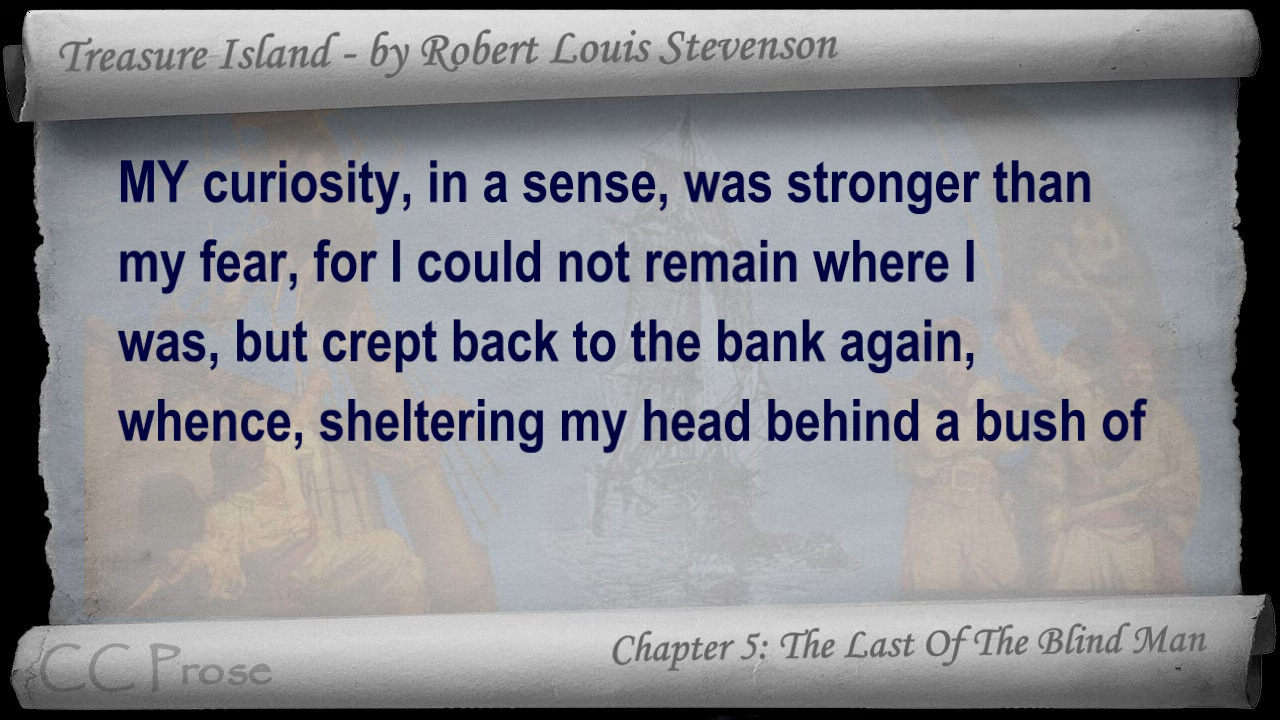 Treasure Island - by Robert Louis Stevenson
MY curiosity, in a sense, was stronger than
my fear, for I could not remain where I
was, but crept back to the bank again,
whence, sheltering my head behind a bush of
Chapter 5: The Last Of The Blind Man
CC Prose